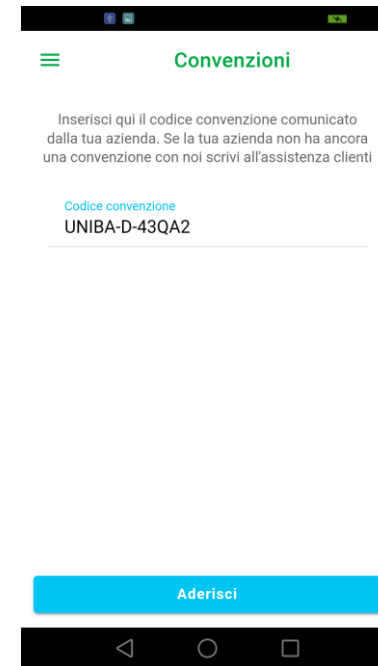 Convenzioni
Inserisci qui il codice convenzione comunicato
dalla tua azienda. Se la tua azienda non ha ancora
una convenzione con noi scrivi all'assistenza clienti
Codice convenzione
UNIBA-D-43QA2
Aderisci